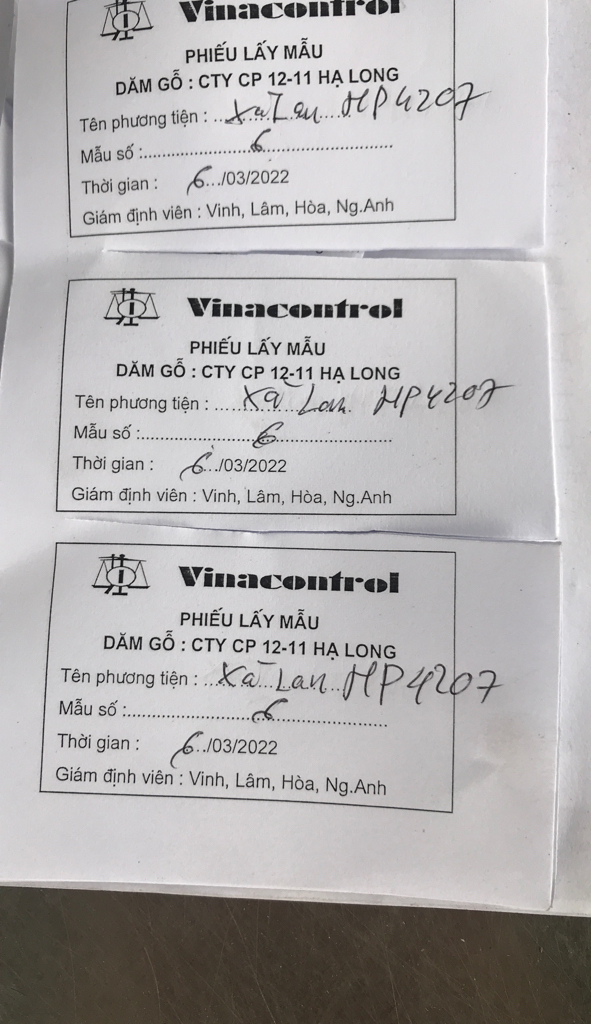 Vinacontrol
PHIẾU LẤY MẪU
DĂM GỖ : CTY CP 12-11 HẠ LONG
Tên phương tiện : Xà Lan HP4207
Mẫu số : 6
Thời gian : 6/03/2022
Giám định viên : Vinh, Lâm, Hòa, Ng.Anh
Vinacontrol
PHIẾU LẤY MẪU
DĂM GỖ : CTY CP 12-11 HẠ LONG
Tên phương tiện : Xà Lan HP4207
Mẫu số : 6
Thời gian : 6/03/2022
Giám định viên : Vinh, Lâm, Hòa, Ng.Anh
Vinacontrol
PHIẾU LẤY MẪU
DĂM GỖ : CTY CP 12-11 HẠ LONG
Tên phương tiện : Xà Lan HP4207
Mẫu số : 6
Thời gian : 6/03/2022
Giám định viên : Vinh, Lâm, Hòa, Ng.Anh